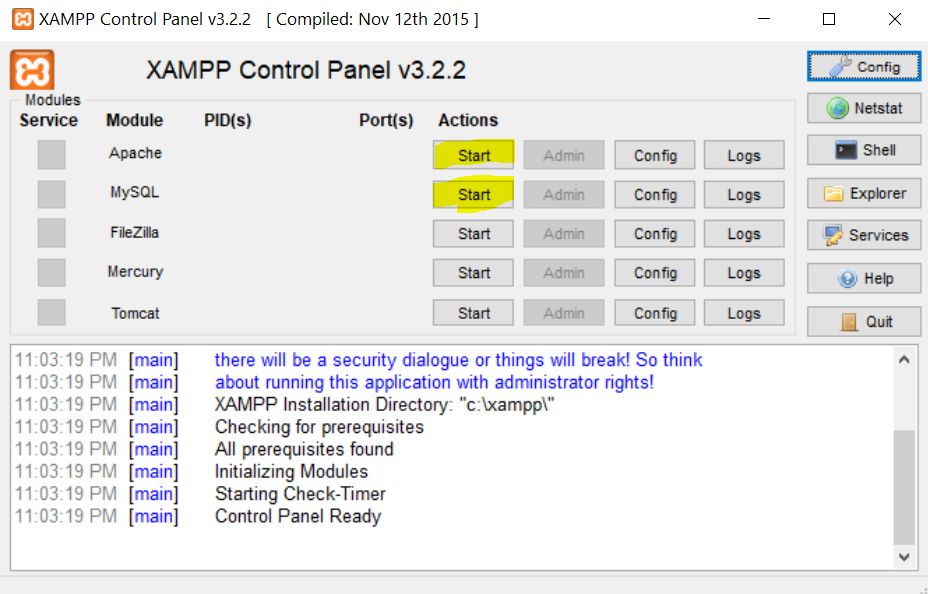 XAMPP Control Panel v3.2.2 [ Compiled: Nov 12th 2015 ]
XAMPP Control Panel v3.2.2
Config
Modules
Service Module PID(s) Port(s) Actions
Netstat
Apache Start Admin Config Logs
Shell
MySQL Start Admin Config Logs
Explorer
FileZilla Start Admin Config Logs
Services
Mercury Start Admin Config Logs
Help
Tomcat Start Admin Config Logs
Quit
11:03:19 PM [main] there will be a security dialogue or things will break! So think
11:03:19 PM [main] about running this application with administrator rights!
11:03:19 PM [main] XAMPP Installation Directory: "c:\xampp\"
11:03:19 PM [main] Checking for prerequisites
11:03:19 PM [main] All prerequisites found
11:03:19 PM [main] Initializing Modules
11:03:19 PM [main] Starting Check-Timer
11:03:19 PM [main] Control Panel Ready